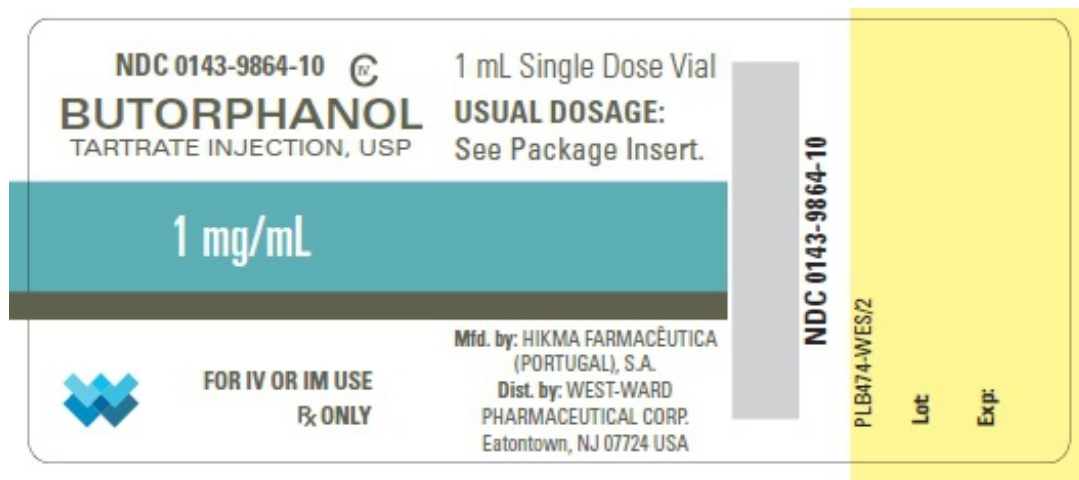 NDC 0143-9864-10 CIV
BUTORPHANOL
TARTRATE INJECTION, USP
1 mg/mL
FOR IV OR IM USE
Rx ONLY
1 mL Single Dose Vial
USUAL DOSAGE:
See Package Insert.
Mfd. by: HIKMA FARMACÊUTICA
(PORTUGAL), S.A.
Dist. by: WEST-WARD
PHARMACEUTICAL CORP.
Eatontown, NJ 07724 USA
NDC 0143-9864-10
PLB474-WES/2
Lot:
Exp: